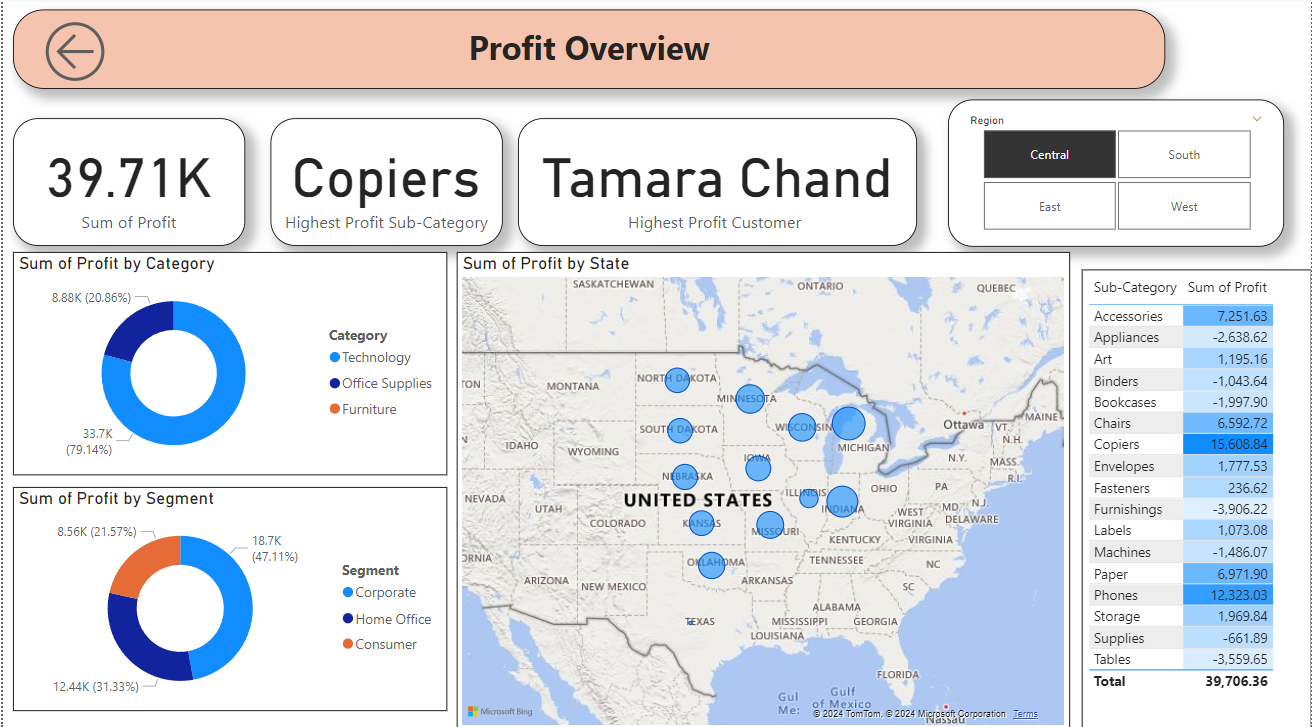 Profit Overview
39.71K
Sum of Profit
Copiers
Highest Profit Sub-Category
Tamara Chand
Highest Profit Customer
Region
Central
South
East
West
Sum of Profit by Category
8.88K (20.86%)
33.7K
(79.14%)
Category
Technology
Office Supplies
Furniture
Sum of Profit by Segment
8.56K (21.57%)
18.7K
(47.11%)
12.44K (31.33%)
Segment
Corporate
Home Office
Consumer
Sum of Profit by State
SASKATCHEWAN
ONTARIO
QUEBEC
TON
MONTANA
NORTH DAKOTA
MINNESOTA
MAINE
Ottawa
VT.
N.H.
IDAHO
SOUTH DAKOTA
WISCONSIN
MICHIGAN
WYOMING
IOWA
N.Y.
MASS.
R.I.
NEBRASKA
NEVADA
UNITED STATES
ILLINOIS
INDIANA
OHIO
PA
N.J.
MD
DELAWARE
UTAH
COLORADO
KANSAS
MISSOURI
WEST
VIRGINIA
KENTUCKY
VIRGINIA
ORNIA
OKLAHOMA
TENNESSEE
NC
ARIZONA
NEW MEXICO
ARKANSAS
SC
ALABAMA
MISSISSIPPI
GEORGIA
TEXAS
LOUISIANA
FLORIDA
Gul
Me:
Gulf
of Mexico
Nassau
Microsoft Bing
© 2024 TomTom, © 2024 Microsoft Corporation Terms
Sub-Category Sum of Profit
Accessories 7,251.63
Appliances -2,638.62
Art 1,195.16
Binders -1,043.64
Bookcases -1,997.90
Chairs 6,592.72
Copiers 15,608.84
Envelopes 1,777.53
Fasteners 236.62
Furnishings -3,906.22
Labels 1,073.08
Machines -1,486.07
Paper 6,971.90
Phones 12,323.03
Storage 1,969.84
Supplies -661.89
Tables -3,559.65
Total 39,706.36